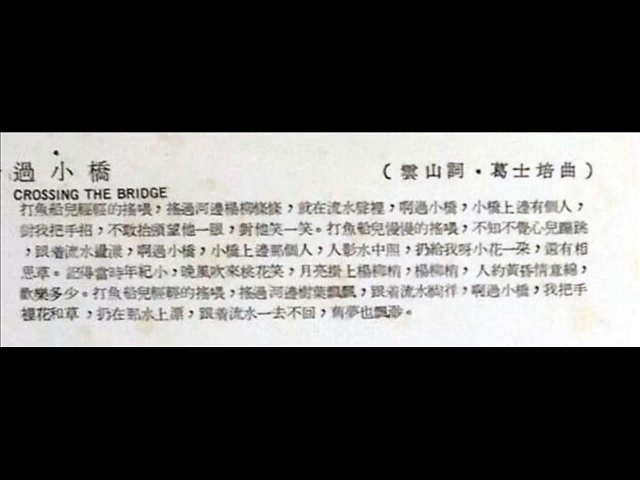 過小橋 (雲山詞·葛士培曲)
CROSSING THE BRIDGE
打魚船兒輕輕的搖喂，搖過河邊楊柳條條，就在流水聲裡，啊過小橋，小橋上邊有個人，
對我把手招，不敢抬頭望他一眼，對他笑一笑。打魚船兒慢慢的搖喂，不知不覺心兒蹦跳
，跟着流水盪漾，啊過小橋，小橋上邊那個人，人影水中照，扔給我呀小花一朵，還有相
思草。記得當時年紀小，晚風吹來桃花笑，月亮掛上楊柳梢，楊柳梢，人約黃昏情意綿，
歡樂多少。打魚船兒輕輕的搖喂，搖過河邊樹葉飄飄，跟着流水徜徉，啊過小橋，我把手
裡花和草，扔在那水上漂，跟着流水一去不回，舊夢也飄渺。